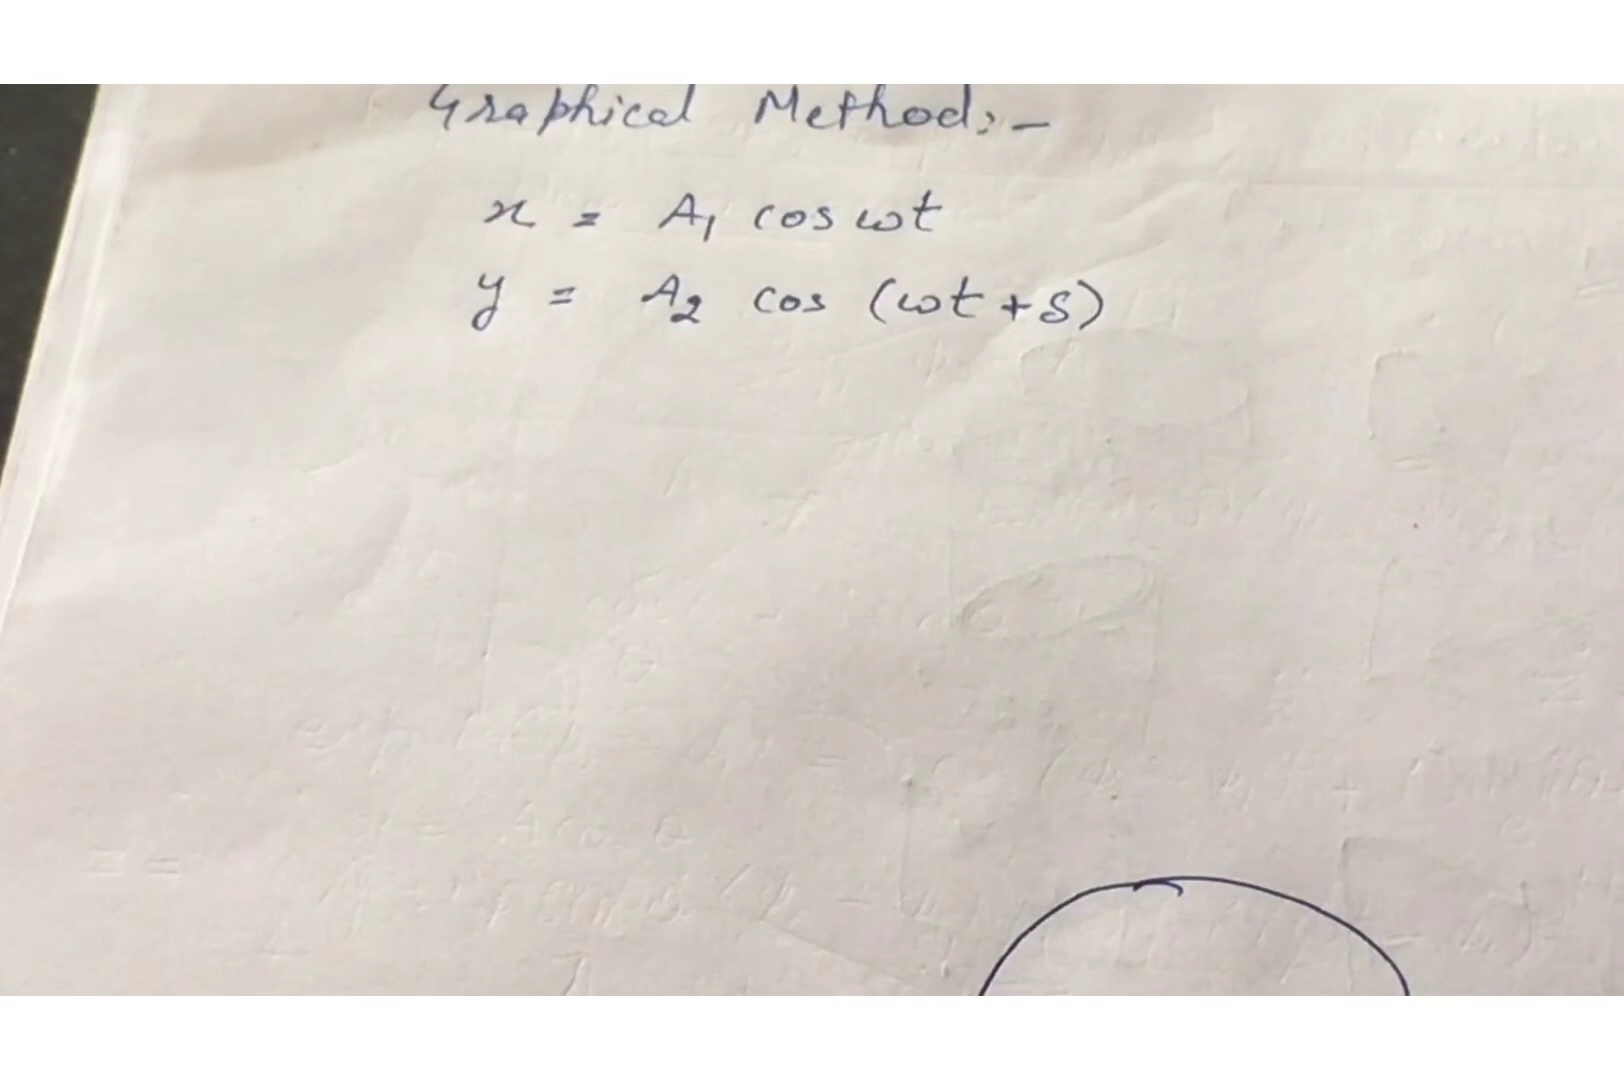 Graphical Method:-
x = A₁ cos ωt
y = A₂ cos (ωt + δ)